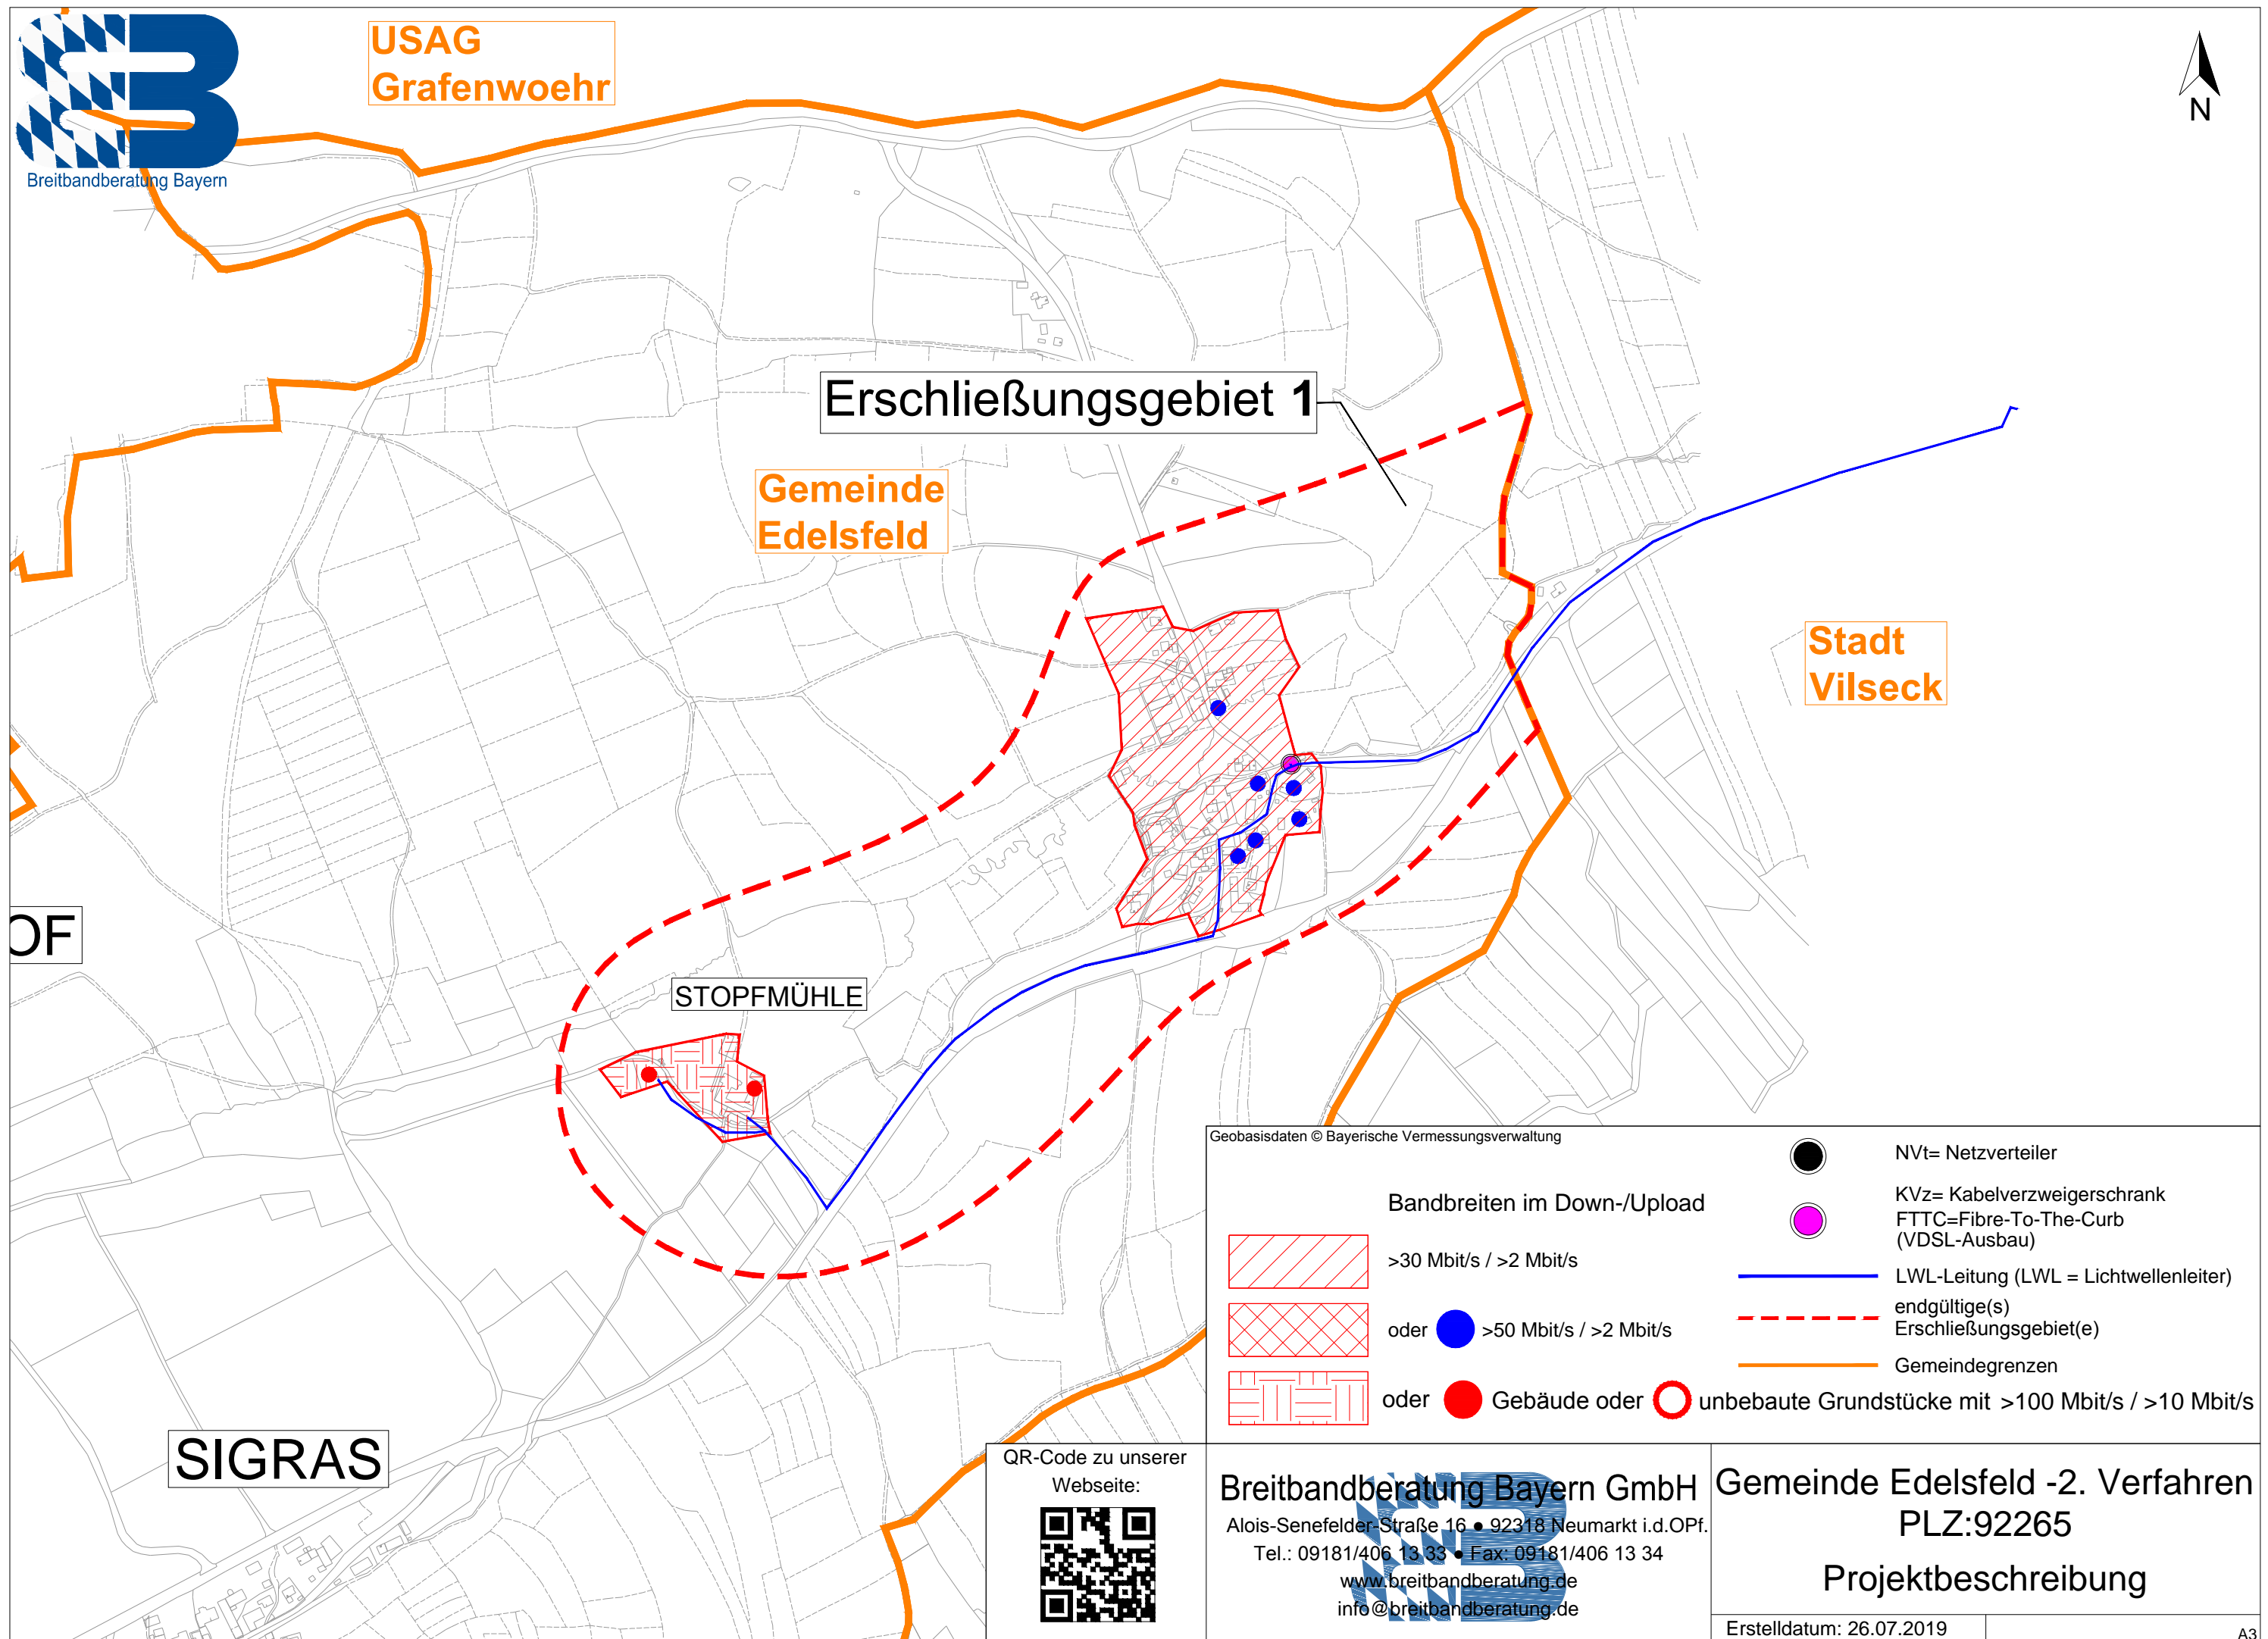 USAG
Grafenwoehr
N
Breitbandberatung Bayern
Erschließungsgebiet 1
Gemeinde
Edelsfeld
Stadt
Vilseck
OF
STOPFMÜHLE
SIGRAS
Geobasisdaten © Bayerische Vermessungsverwaltung
Bandbreiten im Down-/Upload
>30 Mbit/s / >2 Mbit/s
oder >50 Mbit/s / >2 Mbit/s
oder Gebäude oder unbebaute Grundstücke mit >100 Mbit/s / >10 Mbit/s
NVt= Netzverteiler
KVz= Kabelverzweigerschrank
FTTC=Fibre-To-The-Curb
(VDSL-Ausbau)
LWL-Leitung (LWL = Lichtwellenleiter)
endgültige(s)
Erschließungsgebiet(e)
Gemeindegrenzen
QR-Code zu unserer
Webseite:
Breitbandberatung Bayern GmbH
Alois-Senefelder-Straße 16 ● 92318 Neumarkt i.d.OPf.
Tel.: 09181/406 13 33 ● Fax: 09181/406 13 34
www.breitbandberatung.de
info@breitbandberatung.de
Gemeinde Edelsfeld -2. Verfahren
PLZ:92265
Projektbeschreibung
Erstelldatum: 26.07.2019
A3